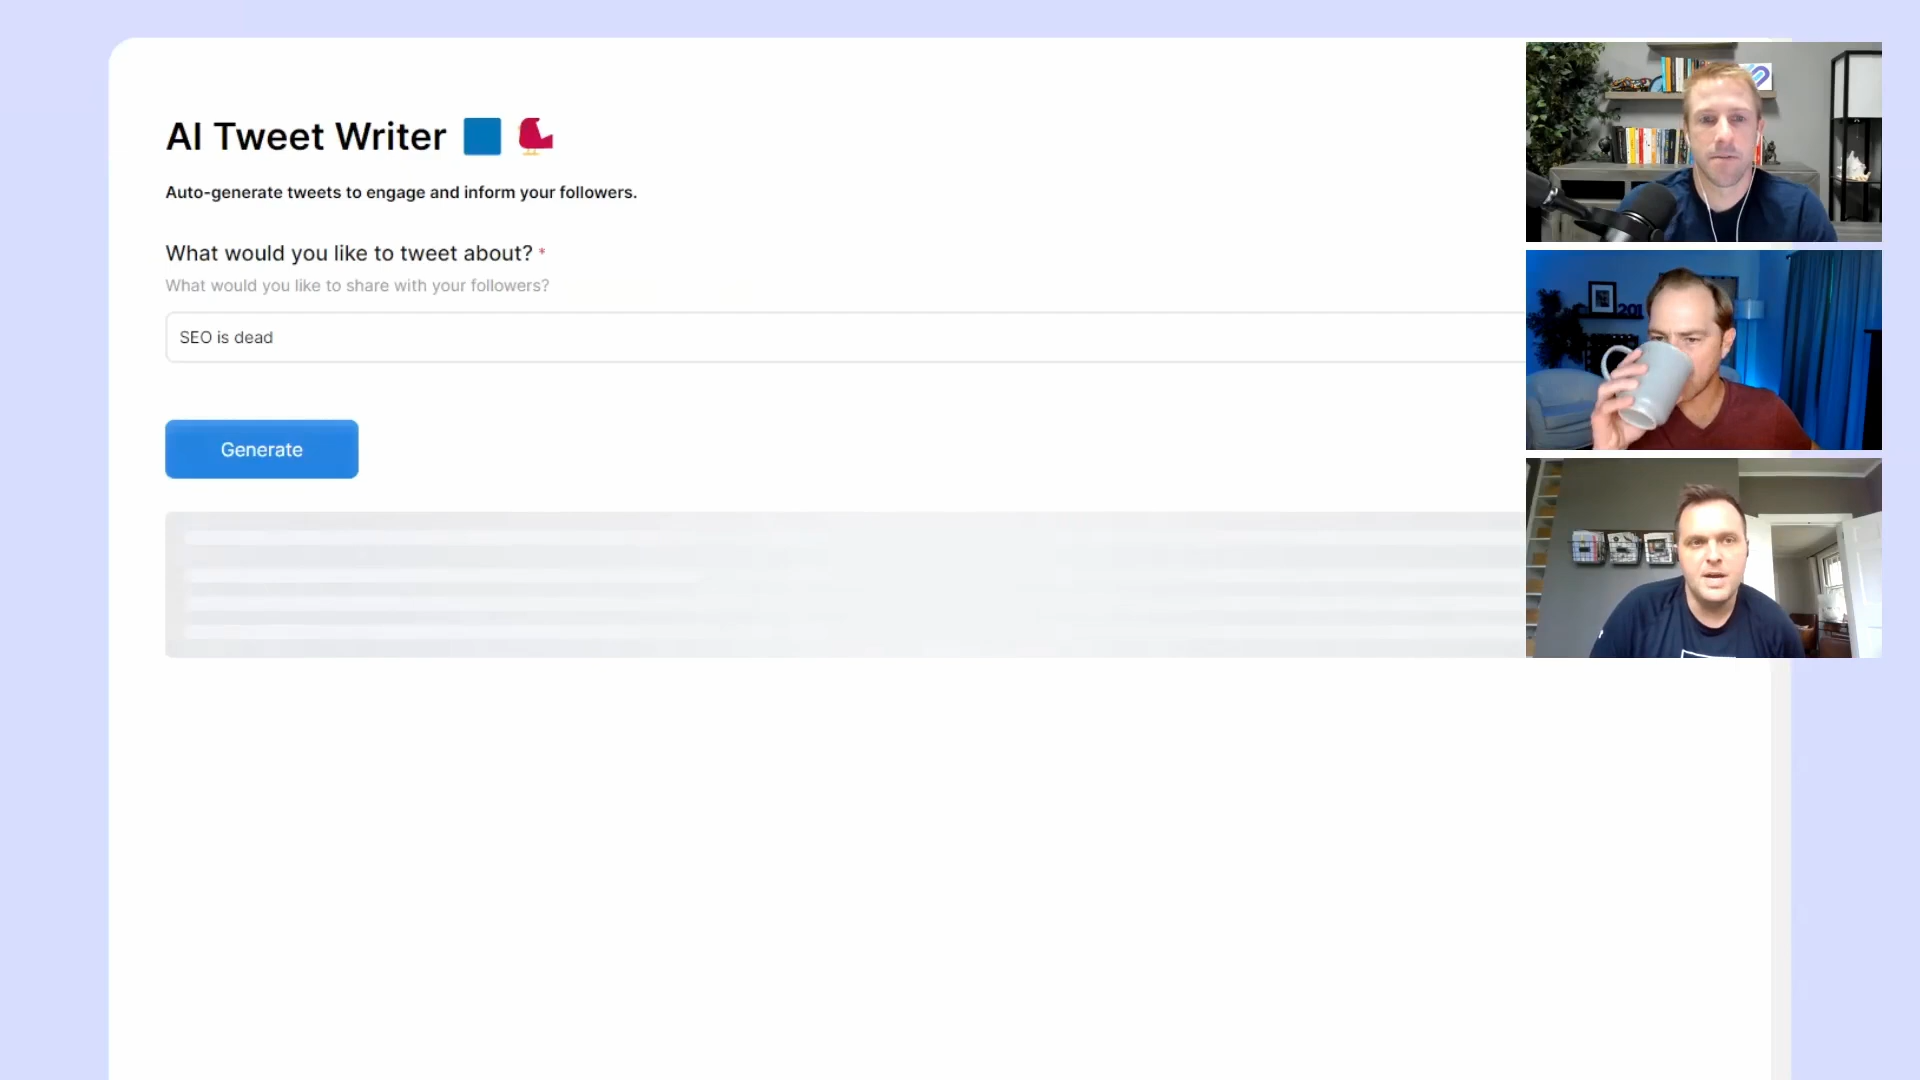 AI Tweet Writer
Auto-generate tweets to engage and inform your followers.
What would you like to tweet about? *
What would you like to share with your followers?
SEO is dead
Generate
201